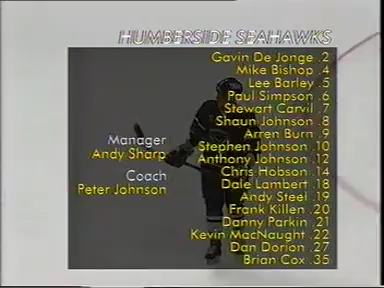 HUMBERSIDE SEAHAWKS
Gavin De Jonge .2
Mike Bishop .4
Lee Barley .5
Paul Simpson .6
Stewart Carvil .7
Shaun Johnson .8
Arren Burn .9
Stephen Johnson .10
Anthony Johnson .12
Chris Hobson .14
Dale Lambert .18
Andy Steel .19
Frank Killen .20
Danny Parkin .21
Kevin MacNaught .22
Dan Dorion .27
Brian Cox .35
Manager
Andy Sharp
Coach
Peter Johnson